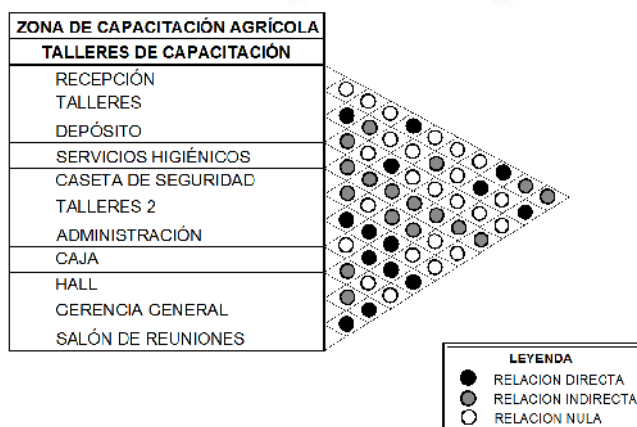 ZONA DE CAPACITACIÓN AGRÍCOLA
TALLERES DE CAPACITACIÓN
RECEPCIÓN
TALLERES
DEPÓSITO
SERVICIOS HIGIÉNICOS
CASETA DE SEGURIDAD
TALLERES 2
ADMINISTRACIÓN
CAJA
HALL
GERENCIA GENERAL
SALÓN DE REUNIONES
LEYENDA
RELACION DIRECTA
RELACION INDIRECTA
RELACION NULA